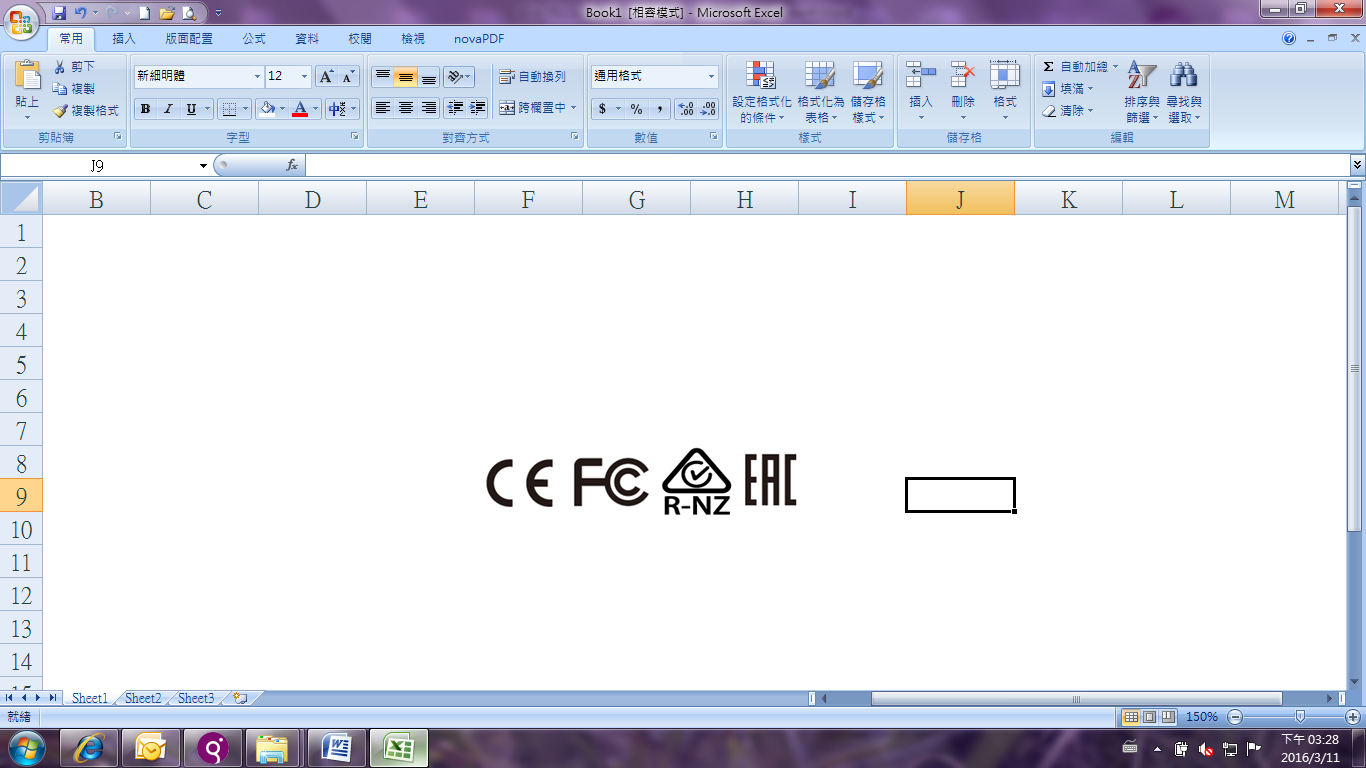 Book1 [相容模式] - Microsoft Excel
常用 插入 版面配置 公式 資料 校閱 檢視 novaPDF
貼上 剪下 複製 複製格式 剪貼簿
新細明體 12 A A B I U A 中 字型
自動換列 跨欄置中 對齊方式
通用格式 $ % , .00 .00 數值
設定格式化的條件 格式化為表格 儲存格樣式 樣式
插入 刪除 格式 儲存格
Σ 自動加總 填滿 清除 排序與篩選 尋找與選取 編輯
J9 fx
B C D E F G H I J K L M
1
2
3
4
5
6
7
8
CE FC EAC
R-NZ
9
10
11
12
13
14
Sheet1 Sheet2 Sheet3
就緒 150%
下午 03:28
2016/3/11